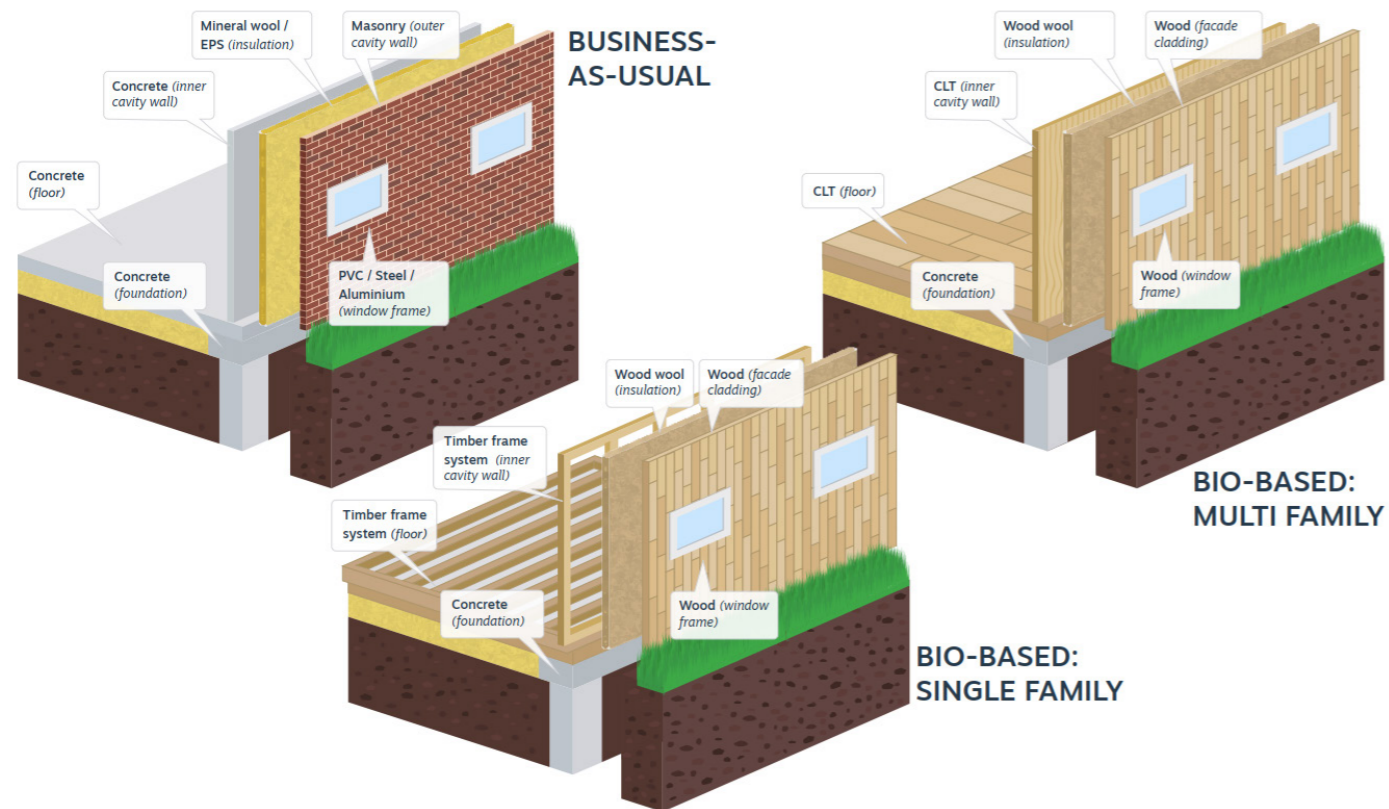 BUSINESS-
AS-USUAL
Mineral wool /
EPS (insulation)
Masonry (outer
cavity wall)
Concrete (inner
cavity wall)
Concrete
(floor)
Concrete
(foundation)
PVC / Steel /
Aluminium
(window frame)
Wood wool
(insulation)
Wood (facade
cladding)
CLT (inner
cavity wall)
CLT (floor)
Concrete
(foundation)
Wood (window
frame)
BIO-BASED:
MULTI FAMILY
Wood wool
(insulation)
Wood (facade
cladding)
Timber frame
system (inner
cavity wall)
Timber frame
system (floor)
Concrete
(foundation)
Wood (window
frame)
BIO-BASED:
SINGLE FAMILY